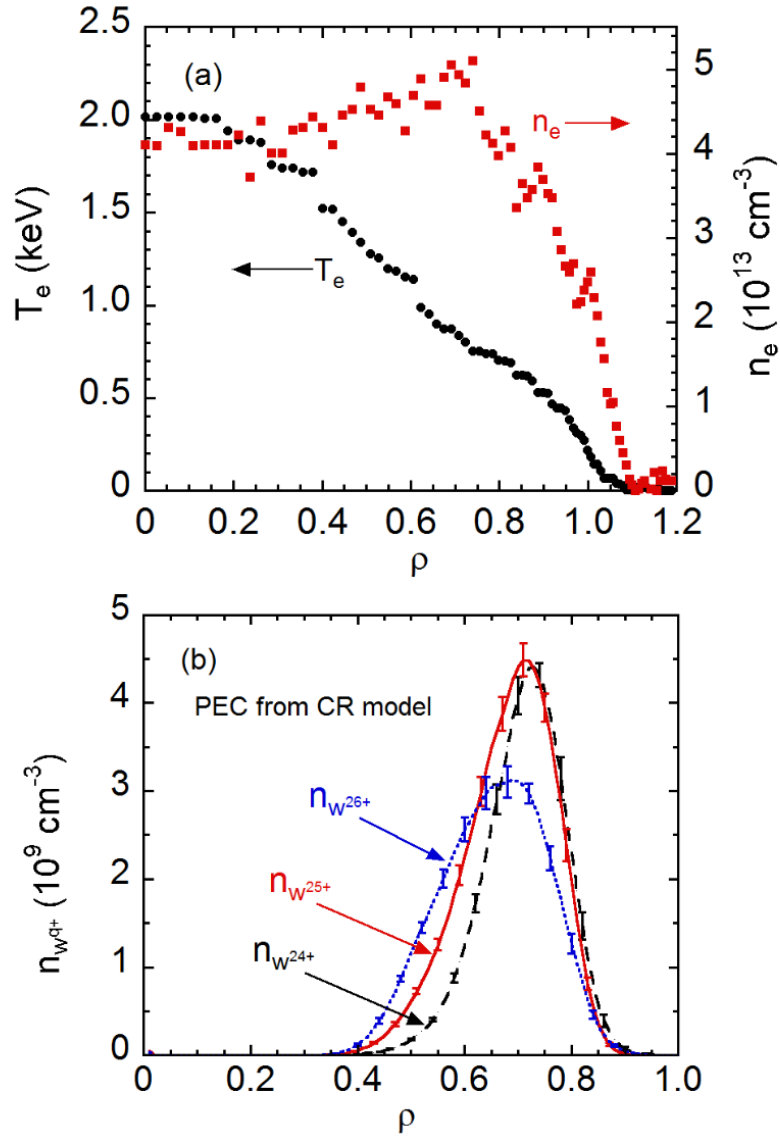 (a)
2.5
2.0
1.5
1.0
0.5
0
T_e (keV)
n_e
T_e
5
4
3
2
1
0
n_e (10^13 cm^-3)
0 0.2 0.4 0.6 0.8 1.0 1.2
ρ
(b)
PEC from CR model
5
4
3
2
1
0
n_W^q+ (10^9 cm^-3)
n_W^26+
n_W^25+
n_W^24+
0 0.2 0.4 0.6 0.8 1.0
ρ